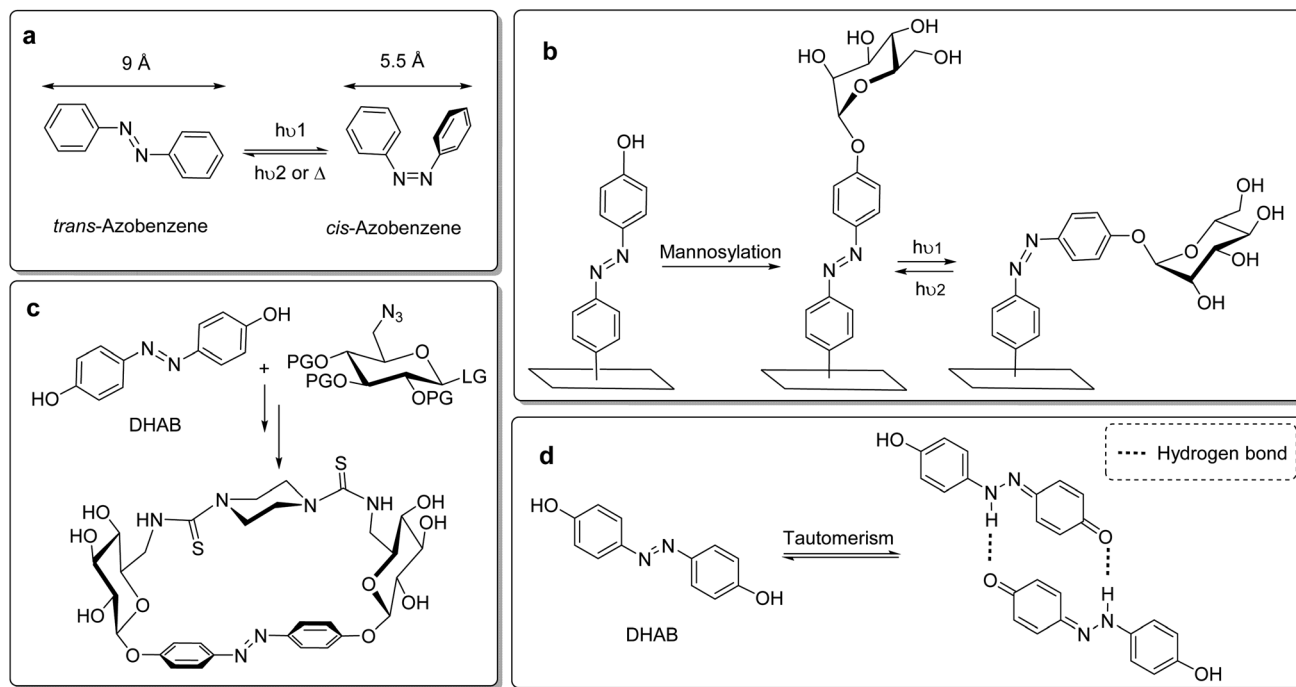 a
9 Å
5.5 Å
N
N
hυ1
hυ2 or Δ
N=N
trans-Azobenzene
cis-Azobenzene
b
OH
N
N
Mannosylation
OH
HO
HO
OH
O
O
N
N
hυ1
hυ2
N
N
O
O
OH
OH
OH
OH
c
OH
N
N
HO
DHAB
+
N3
O
PGO
PGO
OPG
LG
S
N
N
NH
NH
S
HO
HO
HO
O
O
OH
OH
OH
O
O
N
N
d
HO
N
N
OH
DHAB
Tautomerism
HO
N
H
N
O
O
N
N
H
OH
Hydrogen bond